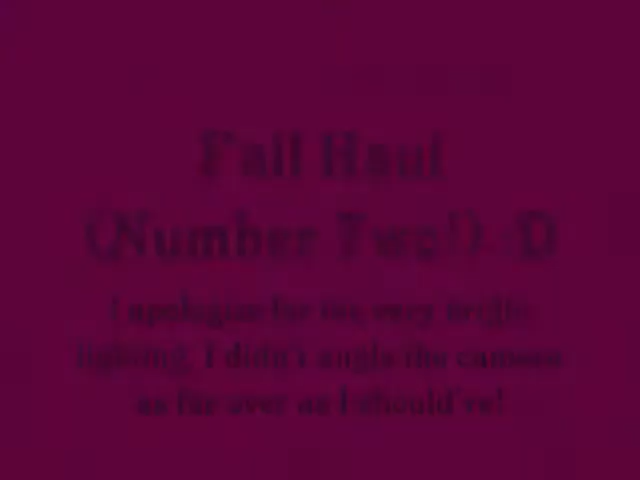 Fall Haul
(Number Two!) :D
I apologize for the very bright
lighting, I didn't angle the camera
as far over as I should've!